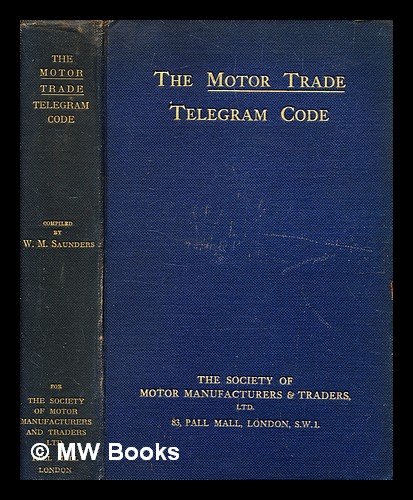 THE
MOTOR
TRADE
TELEGRAM
CODE
COMPILED
BY
W. M. SAUNDERS
FOR
THE SOCIETY
OF MOTOR
MANUFACTURERS
AND TRADERS
LTD.
LONDON
THE MOTOR TRADE
TELEGRAM CODE
THE SOCIETY OF
MOTOR MANUFACTURERS & TRADERS,
LTD.
83, PALL MALL, LONDON, S.W.1.
© MW Books